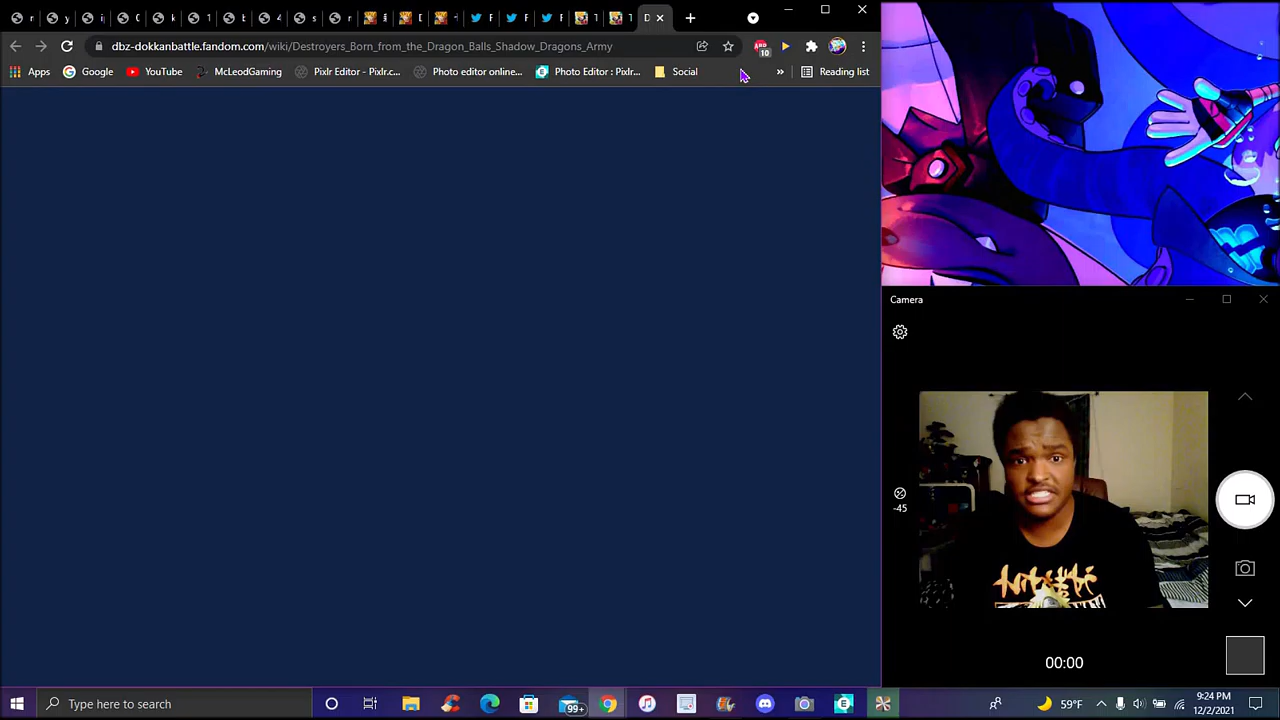 dbz-dokkanbattle.fandom.com/wiki/Destroyers_Born_from_the_Dragon_Balls_Shadow_Dragons_Army
10
Apps Google YouTube McLeodGaming Pixlr Editor - Pixlr.c... Photo editor online... Photo Editor : Pixlr... Social » Reading list
Camera
-45
00:00
Type here to search
99+
59°F
9:24 PM
12/2/2021